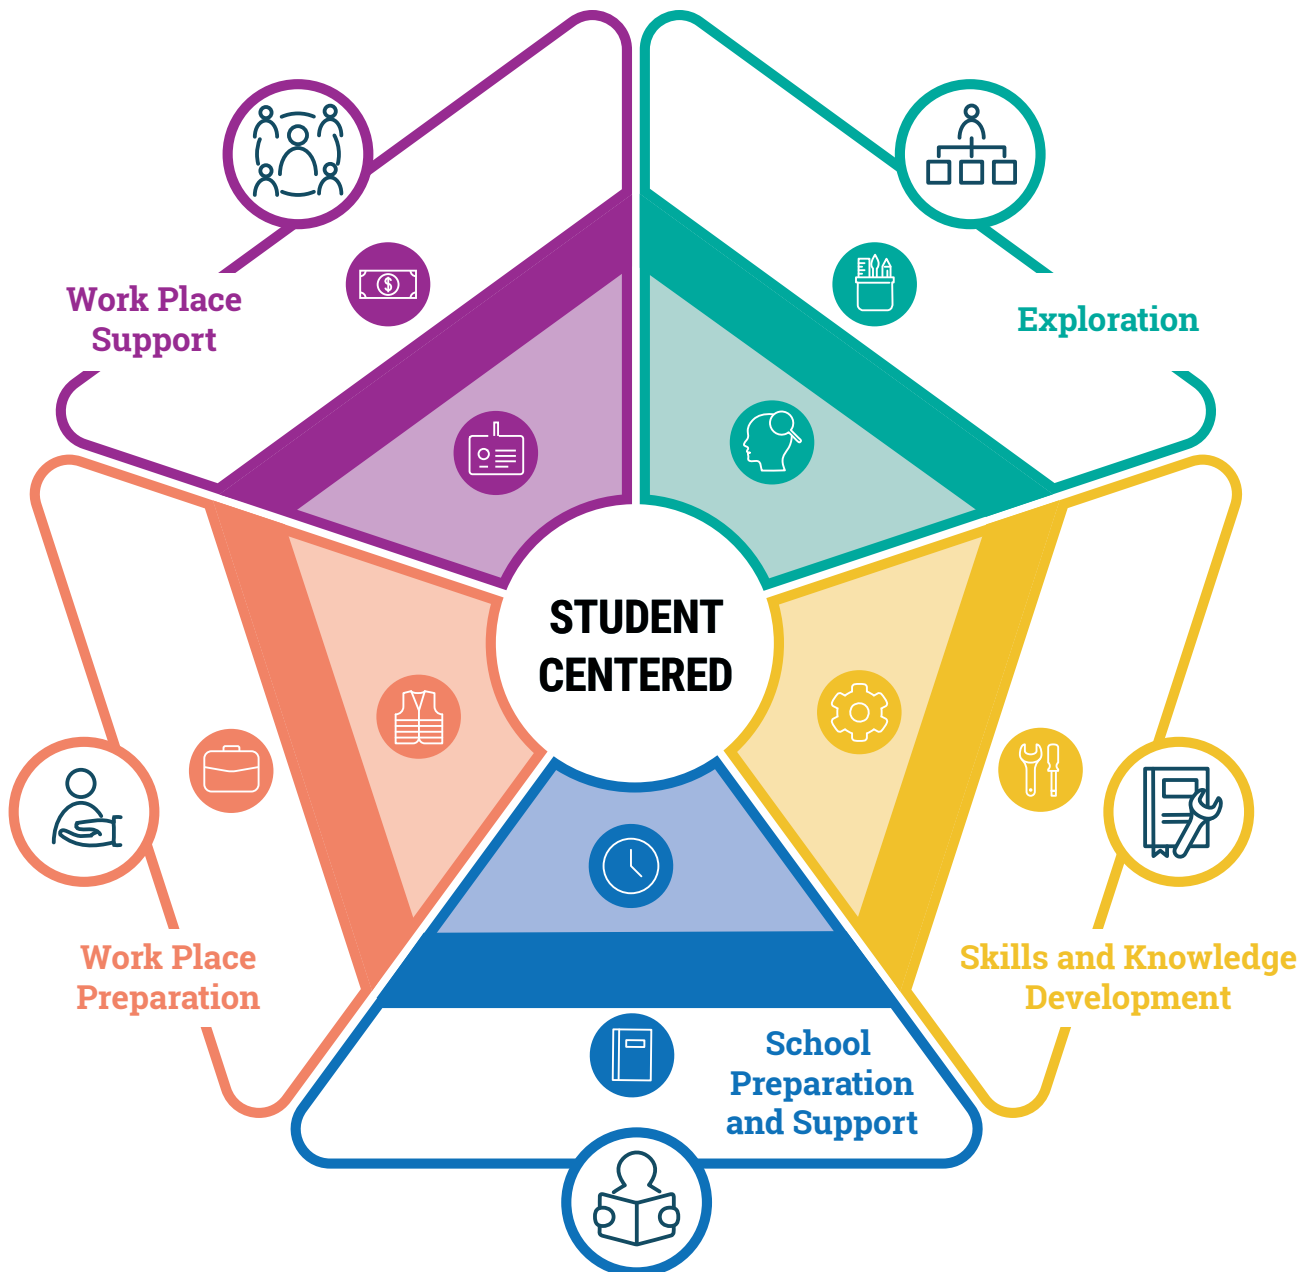 Work Place
Support
Exploration
STUDENT
CENTERED
Work Place
Preparation
Skills and Knowledge
Development
School
Preparation
and Support